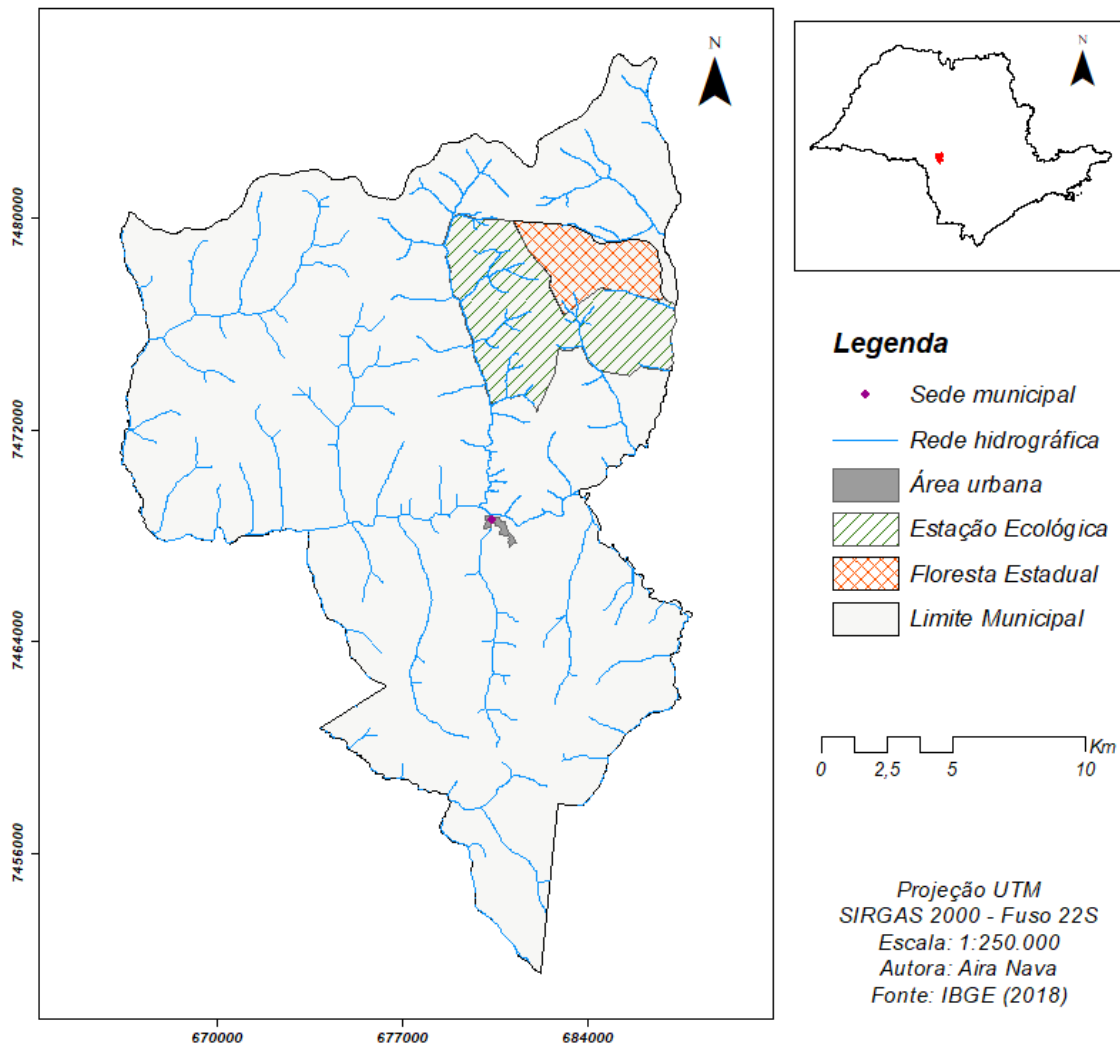 N
N
7480000
7472000
7464000
7456000
670000
677000
684000
Legenda
Sede municipal
Rede hidrográfica
Área urbana
Estação Ecológica
Floresta Estadual
Limite Municipal
Km
0
2,5
5
10
Projeção UTM
SIRGAS 2000 - Fuso 22S
Escala: 1:250.000
Autora: Aira Nava
Fonte: IBGE (2018)